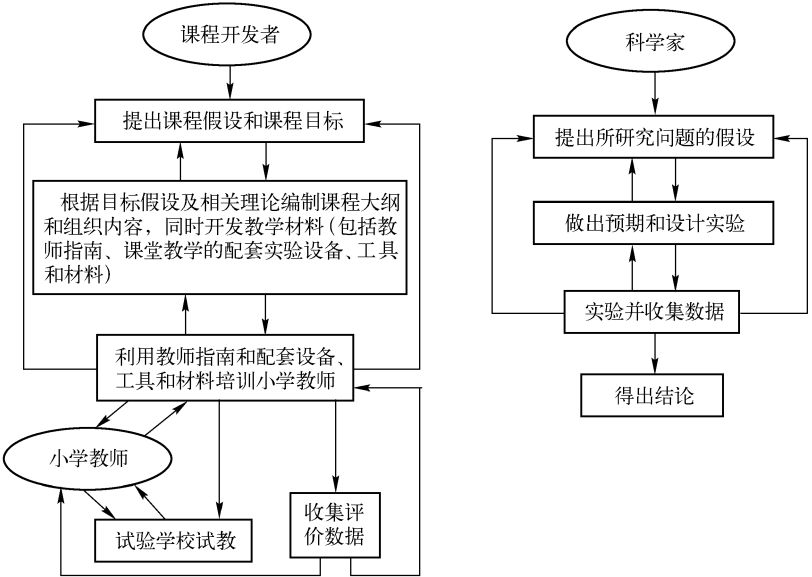 课程开发者
提出课程假设和课程目标
根据目标假设及相关理论编制课程大纲
和组织内容，同时开发教学材料（包括教
师指南、课堂教学的配套实验设备、工具
和材料）
利用教师指南和配套设备、
工具和材料培训小学教师
小学教师
试验学校试教
收集评
价数据
科学家
提出所研究问题的假设
做出预期和设计实验
实验并收集数据
得出结论